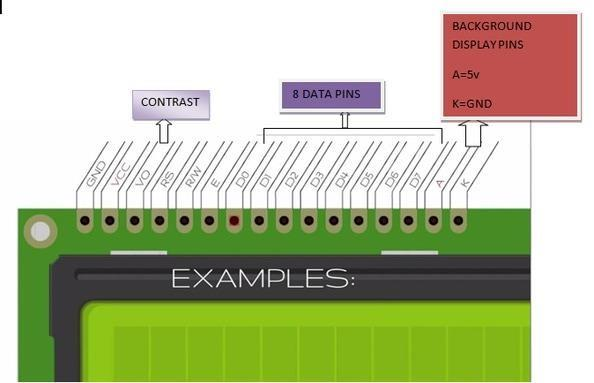 BACKGROUND
DISPLAY PINS
A=5v
K=GND
8 DATA PINS
CONTRAST
GND
VCC
VO
RS
R/W
E
D0
D1
D2
D3
D4
D5
D6
D7
A
K
EXAMPLES: